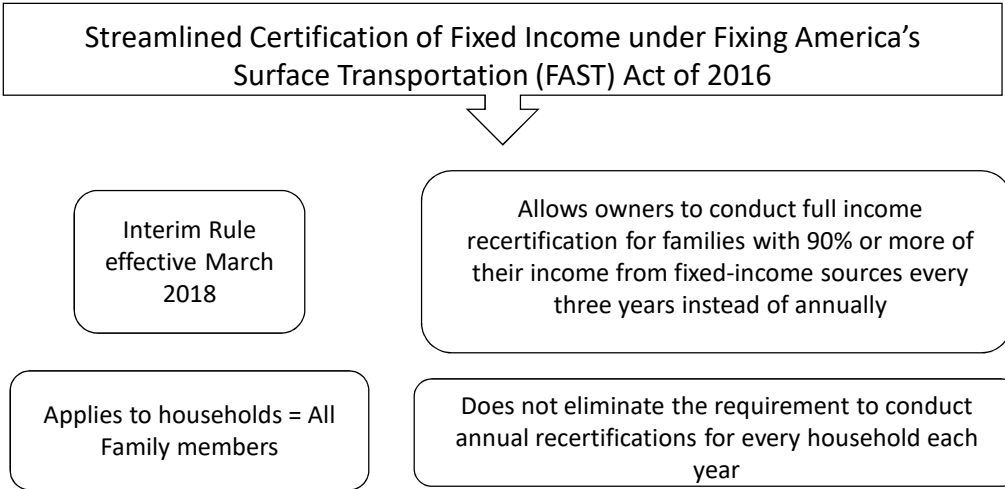 Streamlined Certification of Fixed Income under Fixing America's
Surface Transportation (FAST) Act of 2016
Interim Rule
effective March
2018
Allows owners to conduct full income
recertification for families with 90% or more of
their income from fixed-income sources every
three years instead of annually
Applies to households = All
Family members
Does not eliminate the requirement to conduct
annual recertifications for every household each
year